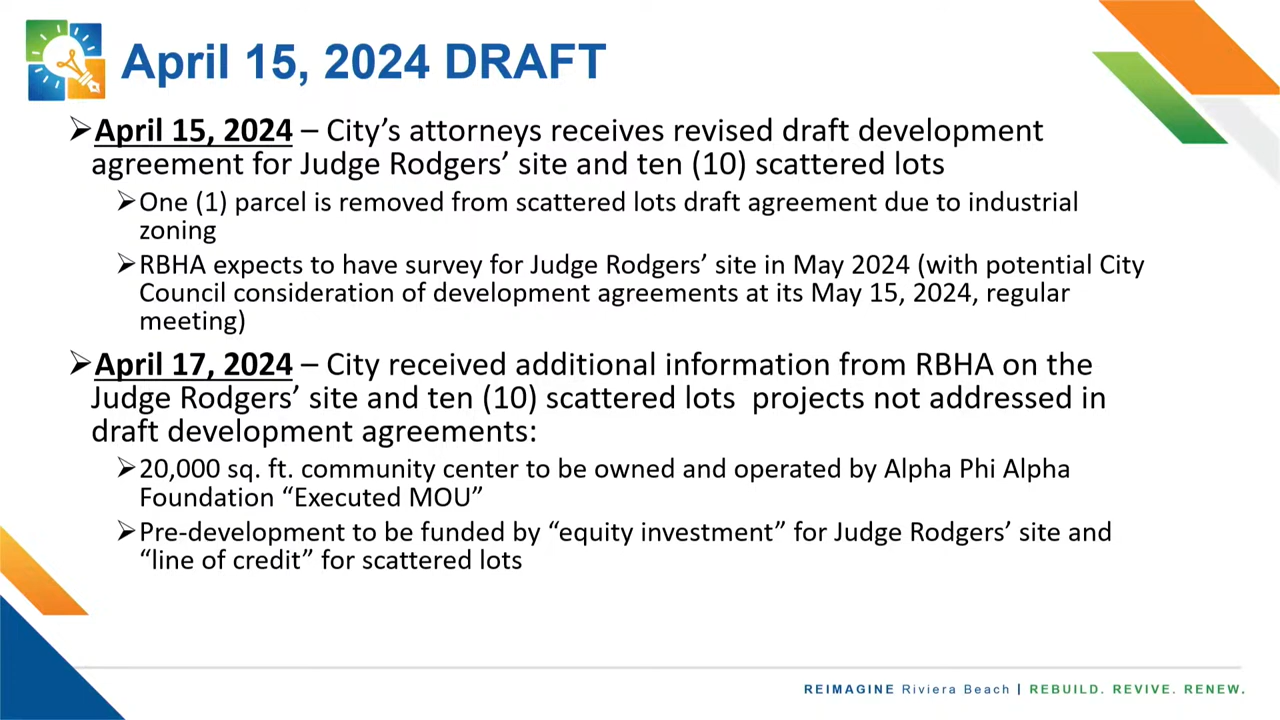 April 15, 2024 DRAFT
➢April 15, 2024 – City’s attorneys receives revised draft development
agreement for Judge Rodgers’ site and ten (10) scattered lots
➢One (1) parcel is removed from scattered lots draft agreement due to industrial
zoning
➢RBHA expects to have survey for Judge Rodgers’ site in May 2024 (with potential City
Council consideration of development agreements at its May 15, 2024, regular
meeting)
➢April 17, 2024 – City received additional information from RBHA on the
Judge Rodgers’ site and ten (10) scattered lots projects not addressed in
draft development agreements:
➢20,000 sq. ft. community center to be owned and operated by Alpha Phi Alpha
Foundation “Executed MOU”
➢Pre-development to be funded by “equity investment” for Judge Rodgers’ site and
“line of credit” for scattered lots
REIMAGINE Riviera Beach | REBUILD. REVIVE. RENEW.